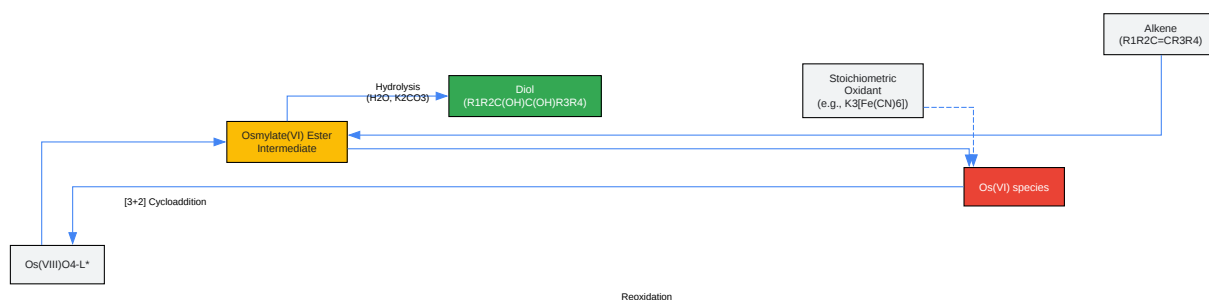 Alkene
(R1R2C=CR3R4)
Stoichiometric
Oxidant
(e.g., K3[Fe(CN)6])
Hydrolysis
(H2O, K2CO3)
Diol
(R1R2C(OH)C(OH)R3R4)
Osmylate(VI) Ester
Intermediate
Os(VI) species
[3+2] Cycloaddition
Os(VIII)O4-L*
Reoxidation